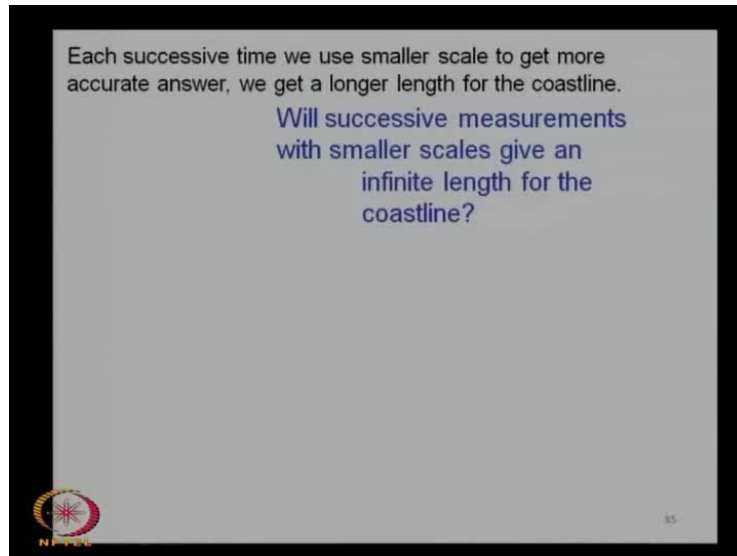 Each successive time we use smaller scale to get more
accurate answer, we get a longer length for the coastline.
Will successive measurements
with smaller scales give an
infinite length for the
coastline?
NPTEL